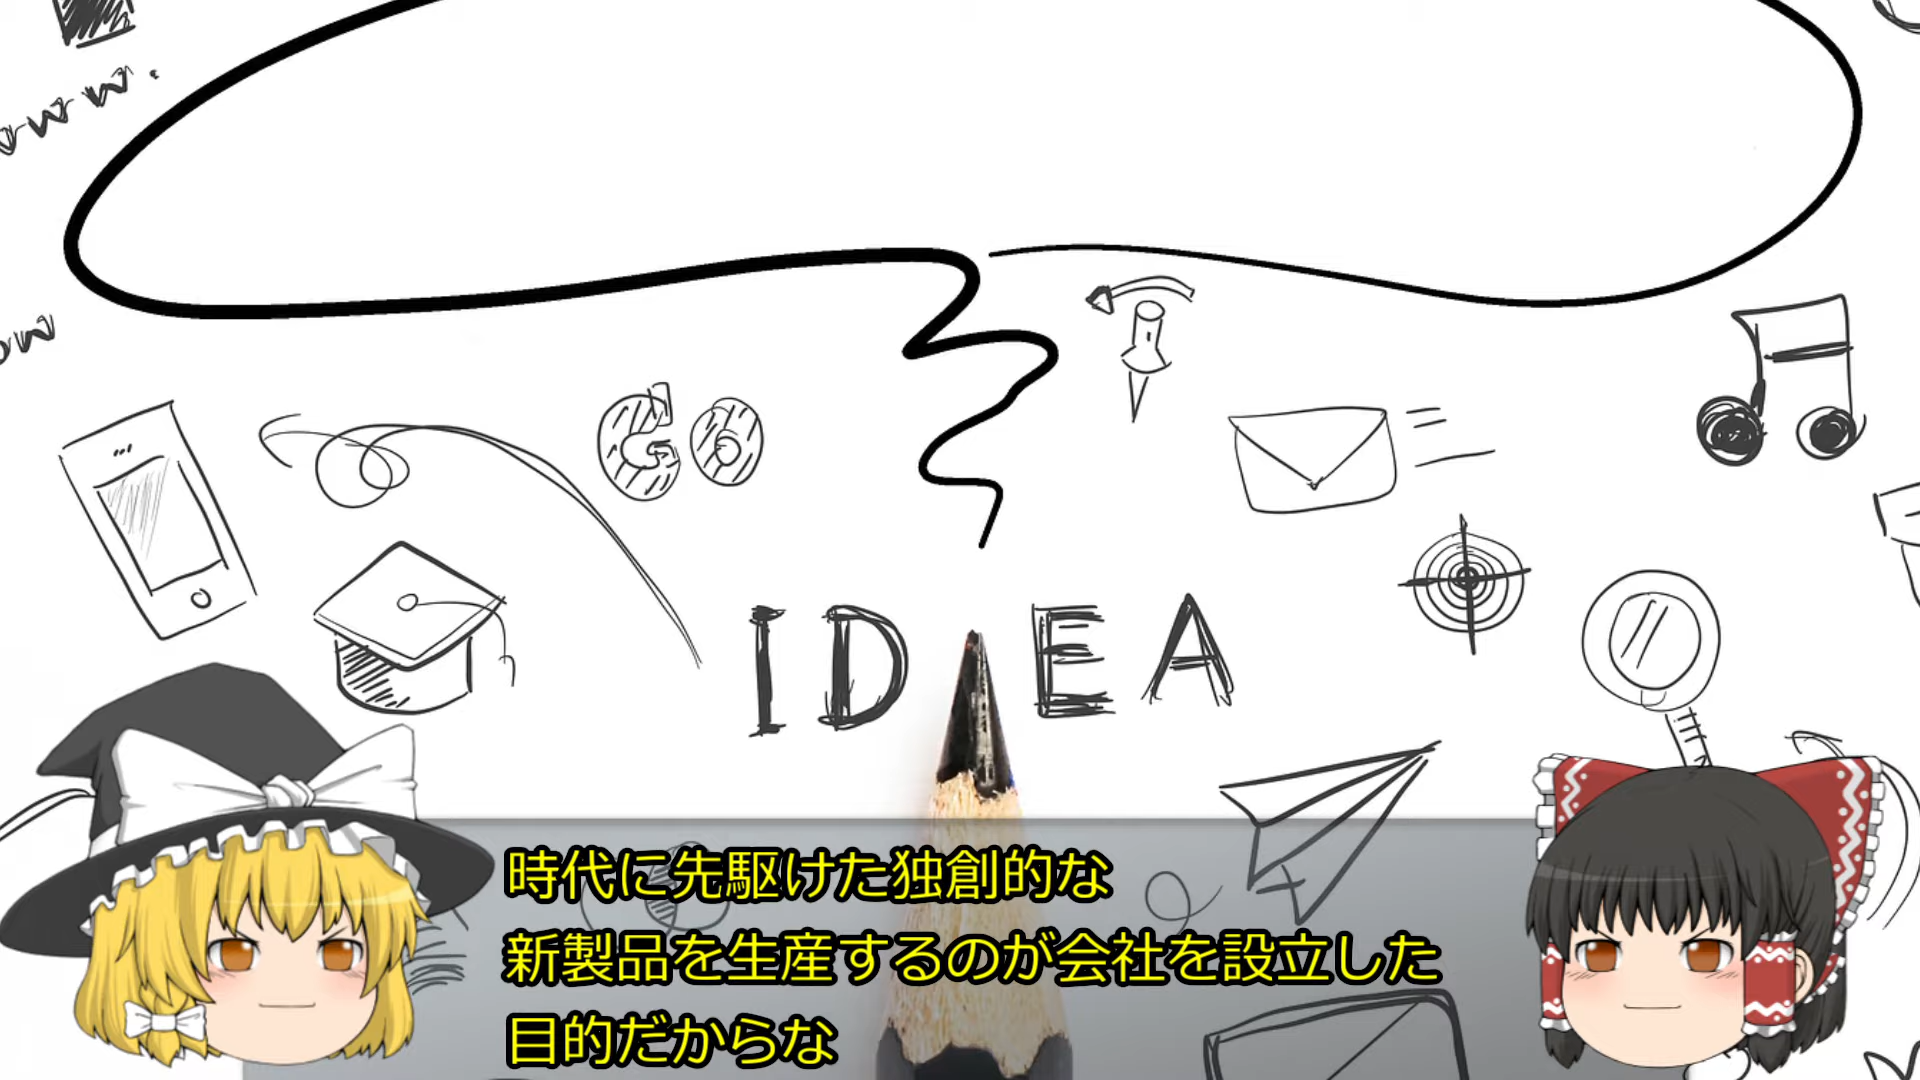 Go
IDEA
時代に先駆けた独創的な
新製品を生産するのが会社を設立した
目的だからな